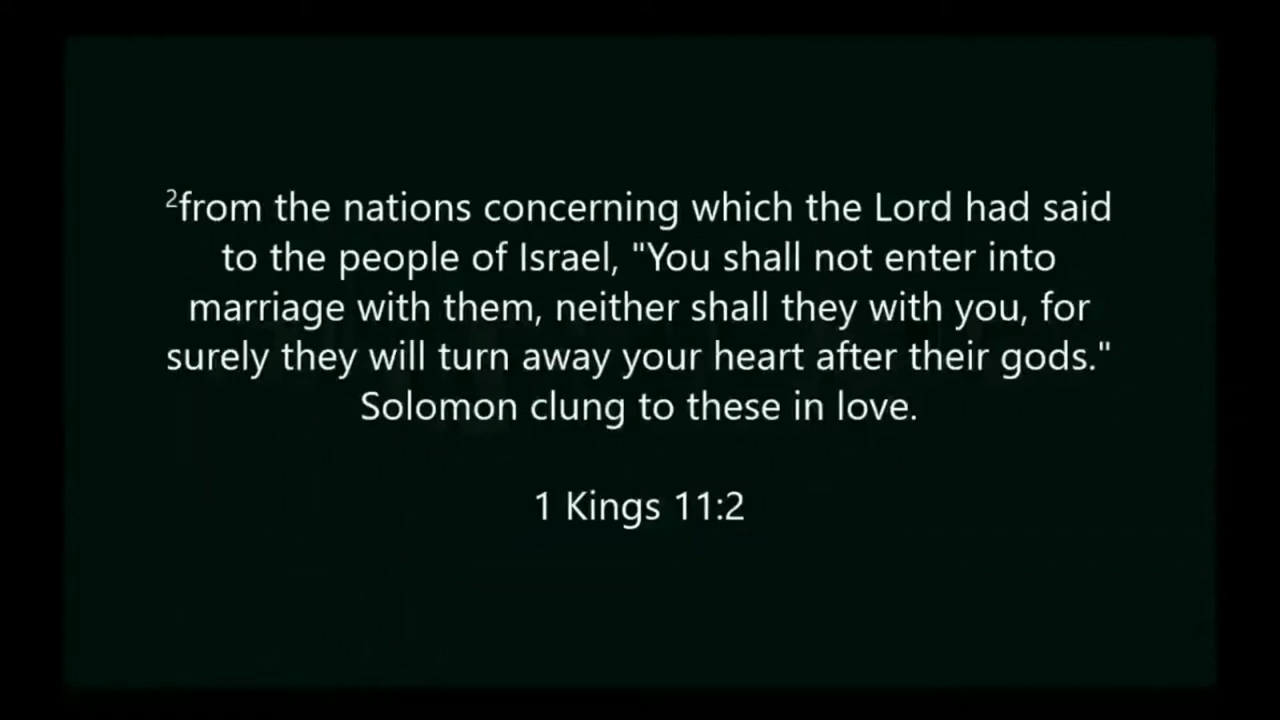 ²from the nations concerning which the Lord had said
to the people of Israel, "You shall not enter into
marriage with them, neither shall they with you, for
surely they will turn away your heart after their gods."
Solomon clung to these in love.
1 Kings 11:2